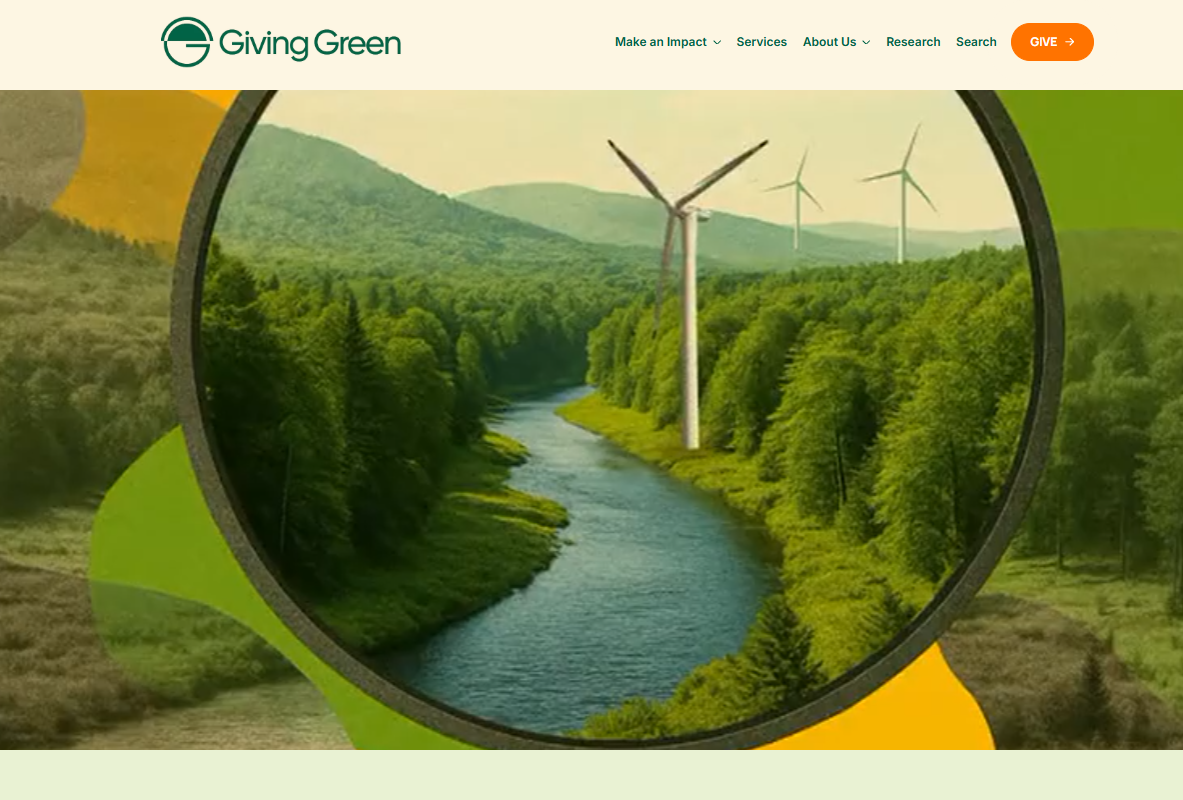 Giving Green
Make an Impact
Services
About Us
Research
Search
GIVE →